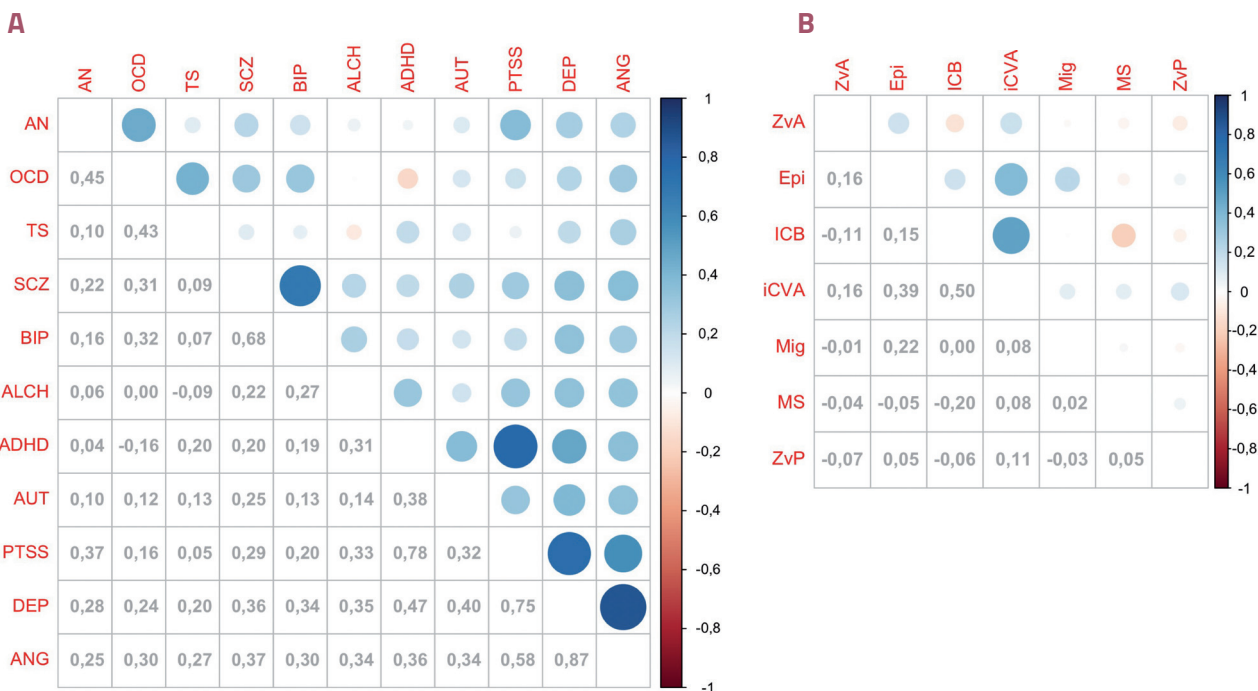 A
AN OCD TS SCZ BIP ALCH ADHD AUT PTSS DEP ANG
AN
OCD 0,45
TS 0,10 0,43
SCZ 0,22 0,31 0,09
BIP 0,16 0,32 0,07 0,68
ALCH 0,06 0,00 -0,09 0,22 0,27
ADHD 0,04 -0,16 0,20 0,20 0,19 0,31
AUT 0,10 0,12 0,13 0,25 0,13 0,14 0,38
PTSS 0,37 0,16 0,05 0,29 0,20 0,33 0,78 0,32
DEP 0,28 0,24 0,20 0,36 0,34 0,35 0,47 0,40 0,75
ANG 0,25 0,30 0,27 0,37 0,30 0,34 0,36 0,34 0,58 0,87
1
0,8
0,6
0,4
0,2
0
-0,2
-0,4
-0,6
-0,8
-1
B
ZvA Epi ICB iCVA Mig MS ZvP
ZvA
Epi 0,16
ICB -0,11 0,15
iCVA 0,16 0,39 0,50
Mig -0,01 0,22 0,00 0,08
MS -0,04 -0,05 -0,20 0,08 0,02
ZvP -0,07 0,05 -0,06 0,11 -0,03 0,05
1
0,8
0,6
0,4
0,2
0
-0,2
-0,4
-0,6
-0,8
-1